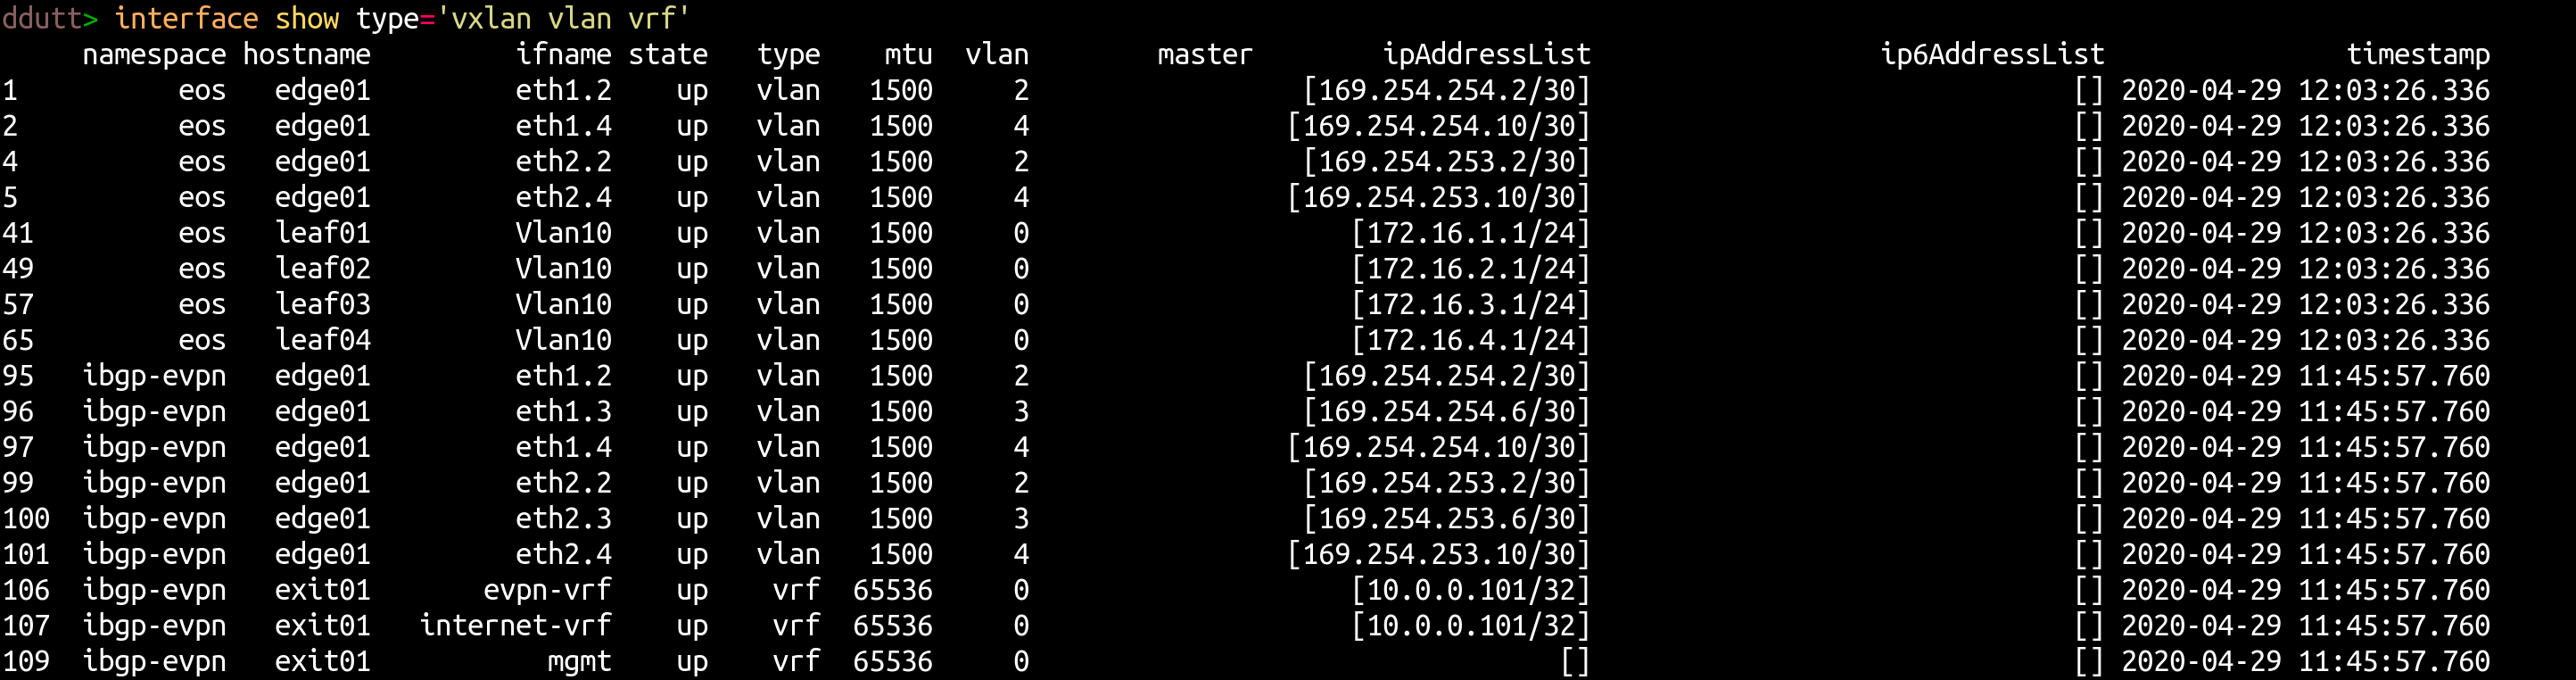 ddutt> interface show type='vxlan vlan vrf'
namespace hostname ifname state type mtu vlan master ipAddressList ip6AddressList timestamp
1 eos edge01 eth1.2 up vlan 1500 2 [169.254.254.2/30] [] 2020-04-29 12:03:26.336
2 eos edge01 eth1.4 up vlan 1500 4 [169.254.254.10/30] [] 2020-04-29 12:03:26.336
4 eos edge01 eth2.2 up vlan 1500 2 [169.254.253.2/30] [] 2020-04-29 12:03:26.336
5 eos edge01 eth2.4 up vlan 1500 4 [169.254.253.10/30] [] 2020-04-29 12:03:26.336
41 eos leaf01 Vlan10 up vlan 1500 0 [172.16.1.1/24] [] 2020-04-29 12:03:26.336
49 eos leaf02 Vlan10 up vlan 1500 0 [172.16.2.1/24] [] 2020-04-29 12:03:26.336
57 eos leaf03 Vlan10 up vlan 1500 0 [172.16.3.1/24] [] 2020-04-29 12:03:26.336
65 eos leaf04 Vlan10 up vlan 1500 0 [172.16.4.1/24] [] 2020-04-29 12:03:26.336
95 ibgp-evpn edge01 eth1.2 up vlan 1500 2 [169.254.254.2/30] [] 2020-04-29 11:45:57.760
96 ibgp-evpn edge01 eth1.3 up vlan 1500 3 [169.254.254.6/30] [] 2020-04-29 11:45:57.760
97 ibgp-evpn edge01 eth1.4 up vlan 1500 4 [169.254.254.10/30] [] 2020-04-29 11:45:57.760
99 ibgp-evpn edge01 eth2.2 up vlan 1500 2 [169.254.253.2/30] [] 2020-04-29 11:45:57.760
100 ibgp-evpn edge01 eth2.3 up vlan 1500 3 [169.254.253.6/30] [] 2020-04-29 11:45:57.760
101 ibgp-evpn edge01 eth2.4 up vlan 1500 4 [169.254.253.10/30] [] 2020-04-29 11:45:57.760
106 ibgp-evpn exit01 evpn-vrf up vrf 65536 0 [10.0.0.101/32] [] 2020-04-29 11:45:57.760
107 ibgp-evpn exit01 internet-vrf up vrf 65536 0 [10.0.0.101/32] [] 2020-04-29 11:45:57.760
109 ibgp-evpn exit01 mgmt up vrf 65536 0 [] [] 2020-04-29 11:45:57.760